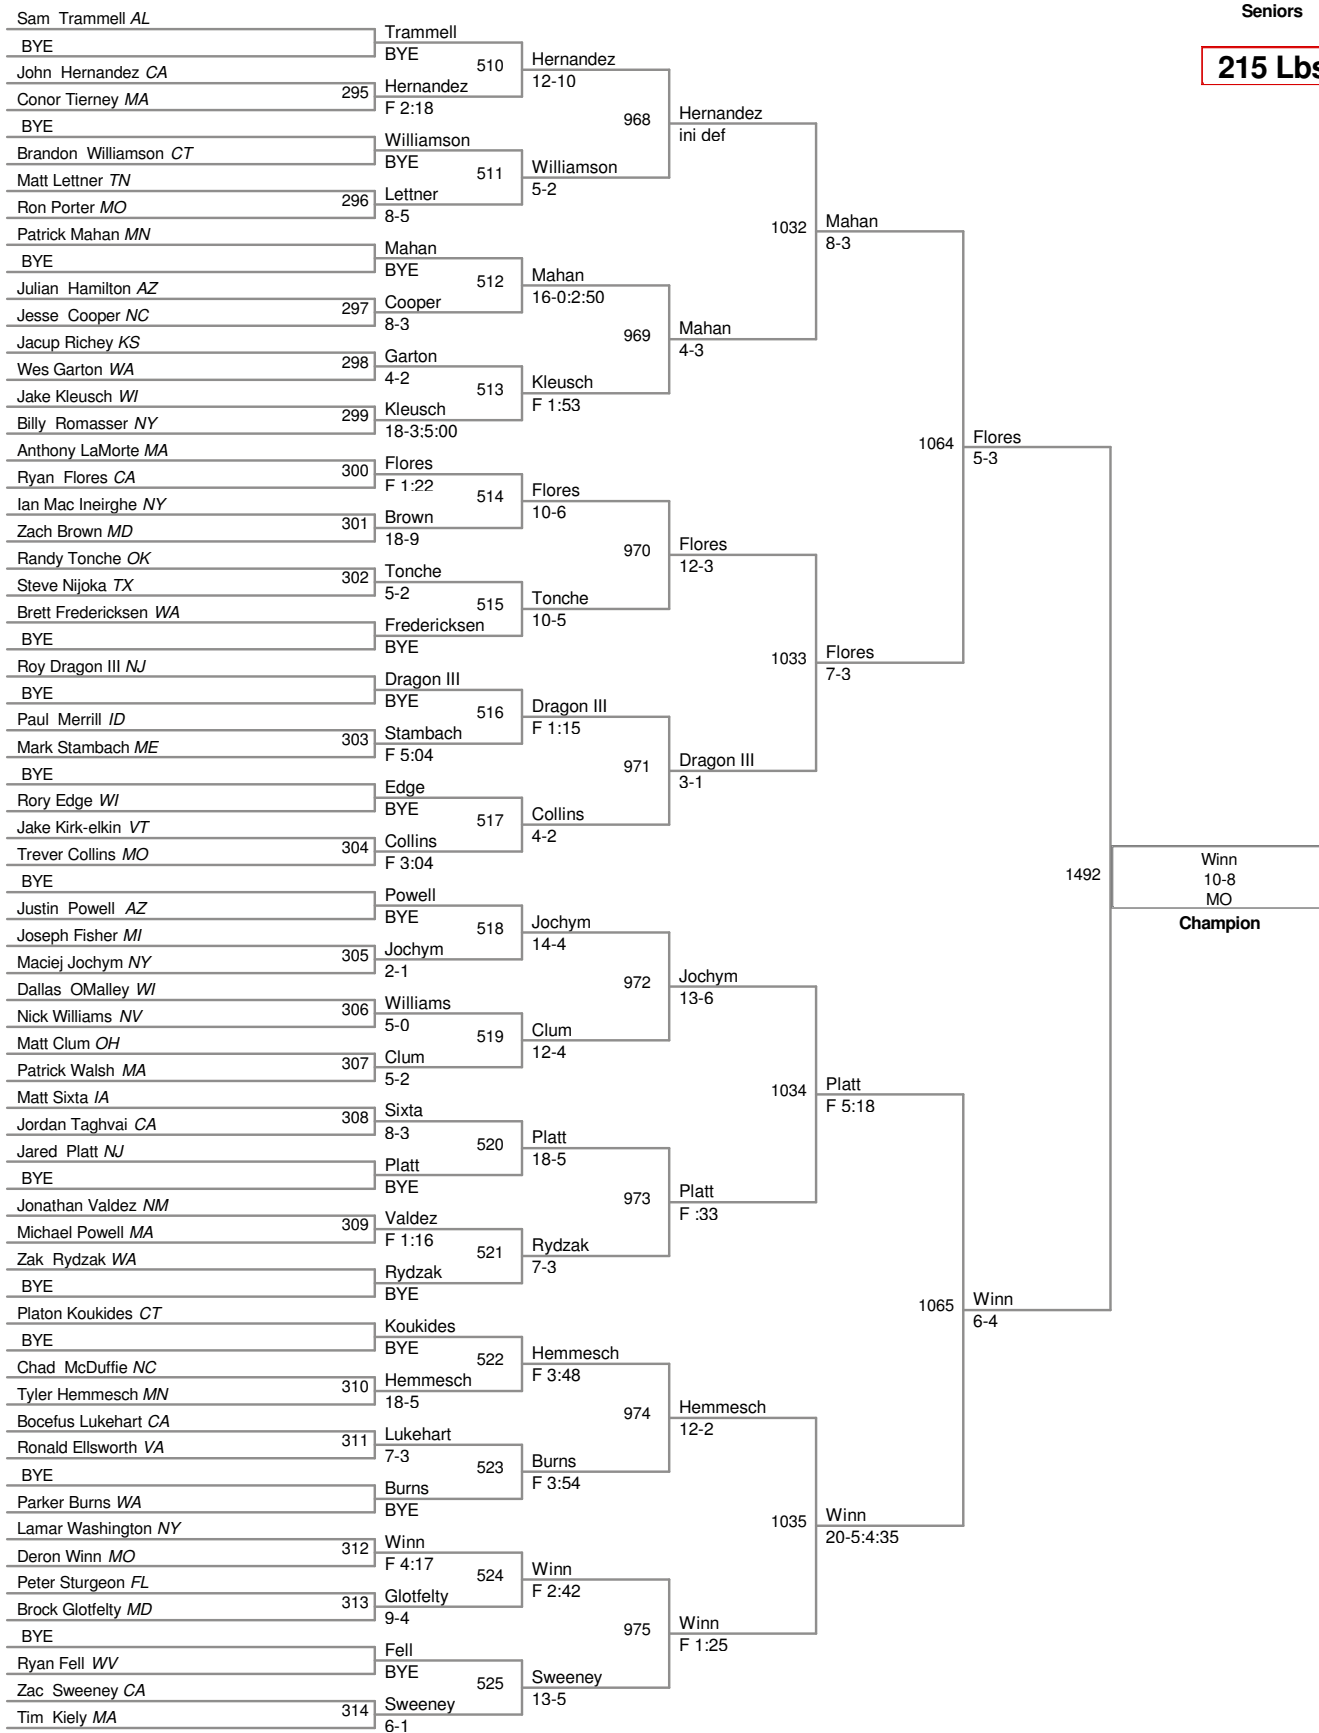 Seniors
215 Lbs
Sam Trammell AL
BYE
John Hernandez CA
Conor Tierney MA
BYE
Brandon Williamson CT
Matt Lettner TN
Ron Porter MO
Patrick Mahan MN
BYE
Julian Hamilton AZ
Jesse Cooper NC
Jacup Richey KS
Wes Garton WA
Jake Kleusch WI
Billy Romasser NY
Anthony LaMorte MA
Ryan Flores CA
Ian Mac Ineirghe NY
Zach Brown MD
Randy Tonche OK
Steve Nijoka TX
Brett Fredericksen WA
BYE
Roy Dragon III NJ
BYE
Paul Merrill ID
Mark Stambach ME
BYE
Rory Edge WI
Jake Kirk-elkin VT
Trever Collins MO
BYE
Justin Powell AZ
Joseph Fisher MI
Maciej Jochym NY
Dallas OMalley WI
Nick Williams NV
Matt Clum OH
Patrick Walsh MA
Matt Sixta IA
Jordan Taghvai CA
Jared Platt NJ
BYE
Jonathan Valdez NM
Michael Powell MA
Zak Rydzak WA
BYE
Platon Koukides CT
BYE
Chad McDuffie NC
Tyler Hemmesch MN
Bocefus Lukehart CA
Ronald Ellsworth VA
BYE
Parker Burns WA
Lamar Washington NY
Deron Winn MO
Peter Sturgeon FL
Brock Glotfelty MD
BYE
Ryan Fell WV
Zac Sweeney CA
Tim Kiely MA
295
296
297
298
299
300
301
302
303
304
305
306
307
308
309
310
311
312
313
314
Trammell
BYE
Hernandez
F 2:18
Williamson
BYE
Lettner
8-5
Mahan
BYE
Cooper
8-3
Garton
4-2
Kleusch
18-3;5:00
Flores
F 1:22
Brown
18-9
Tonche
5-2
Fredericksen
BYE
Dragon III
BYE
Stambach
F 5:04
Edge
BYE
Collins
F 3:04
Powell
BYE
Jochym
2-1
Williams
5-0
Clum
5-2
Sixta
8-3
Platt
BYE
Valdez
F 1:16
Rydzak
BYE
Koukides
BYE
Hemmesch
18-5
Lukehart
7-3
Burns
BYE
Winn
F 4:17
Glotfelty
9-4
Fell
BYE
Sweeney
6-1
510
511
512
513
514
515
516
517
518
519
520
521
522
523
524
525
Hernandez
12-10
Williamson
5-2
Mahan
16-0:2:50
Kleusch
F 1:53
Flores
10-6
Tonche
10-5
Dragon III
F 1:15
Collins
4-2
Jochym
14-4
Clum
12-4
Platt
18-5
Rydzak
7-3
Hemmesch
F 3:48
Burns
F 3:54
Winn
F 2:42
Sweeney
13-5
968
969
970
971
972
973
974
975
Hernandez
ini def
Mahan
4-3
Flores
12-3
Dragon III
3-1
Jochym
13-6
Platt
F :33
Hemmesch
12-2
Winn
F 1:25
1032
1033
1034
1035
Mahan
8-3
Flores
7-3
Platt
F 5:18
Winn
20-5:4:35
1064
1065
Flores
5-3
Winn
6-4
1492
Winn
10-8
MO
Champion